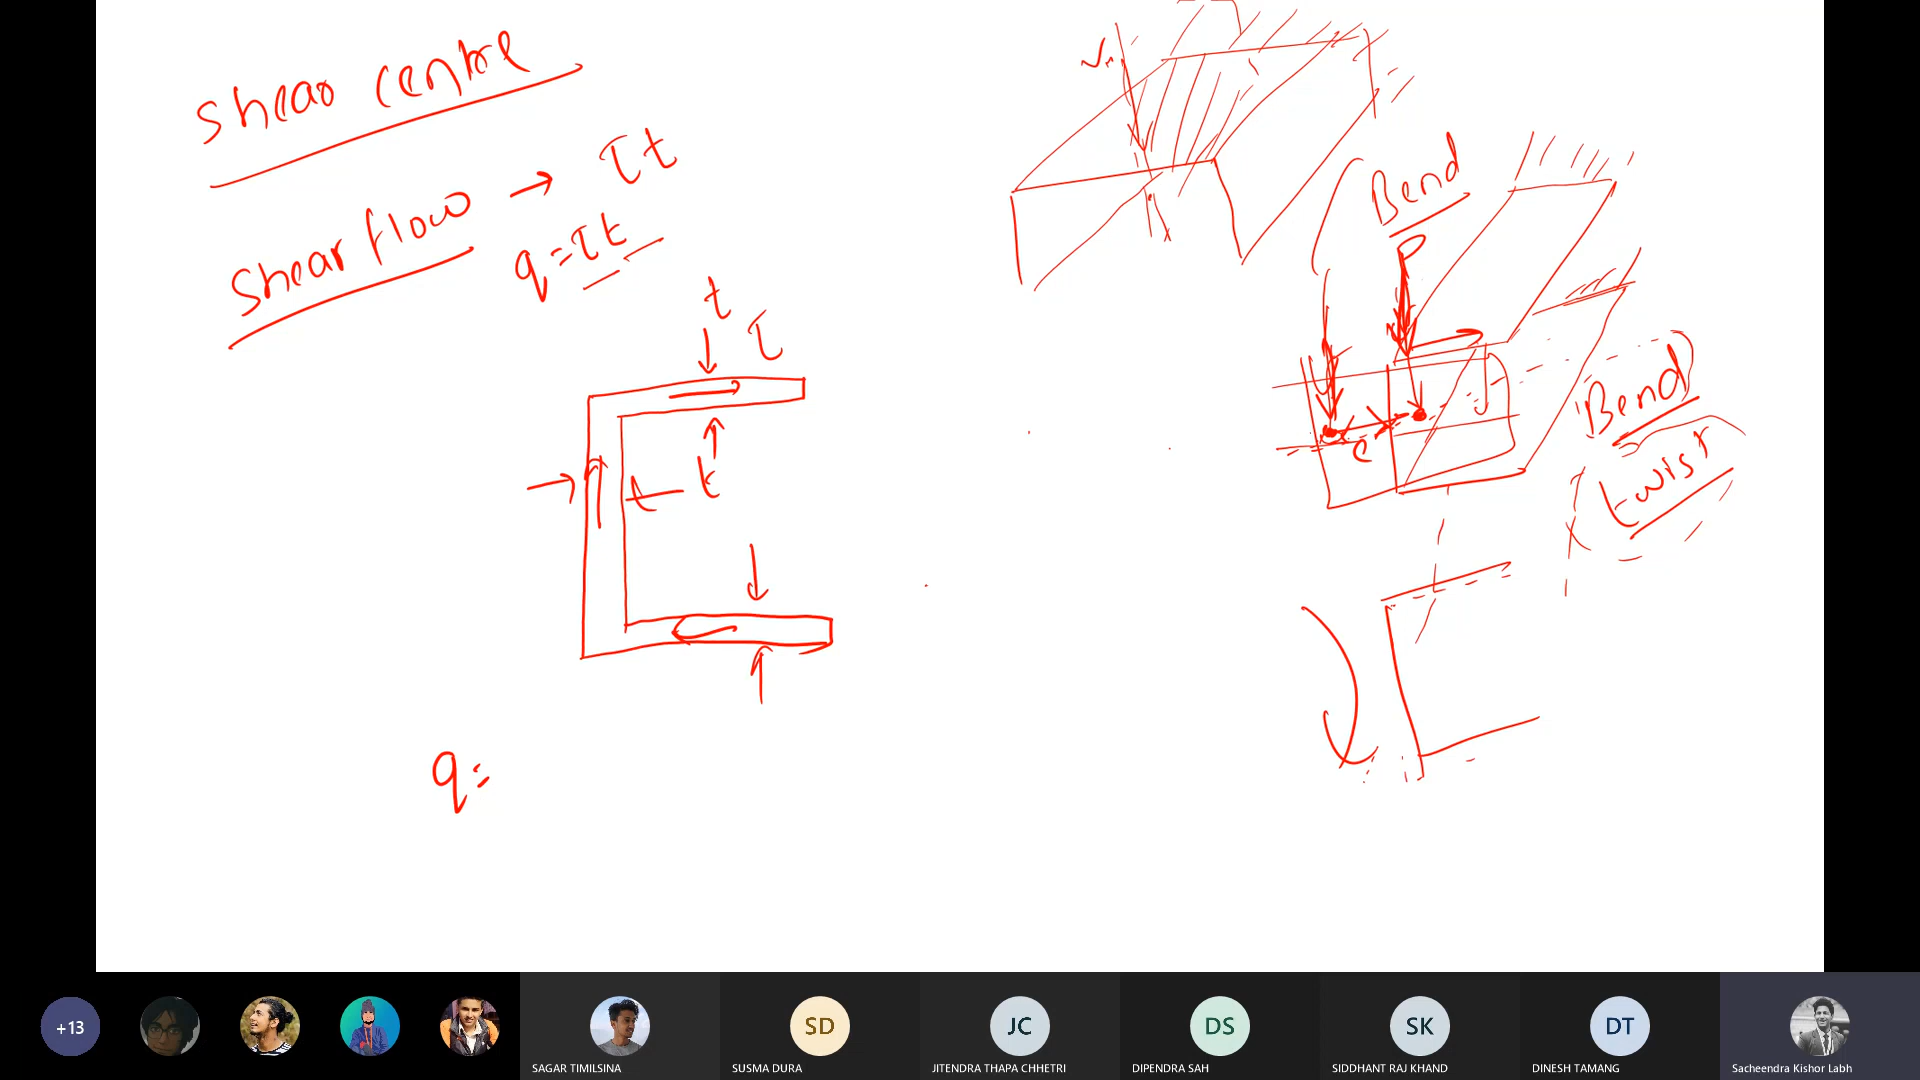 Shear centre
Shear flow → τt
q=τt
t
τ
t
t
q=
Bend
P
e
Bend
twist
+13
SD
JC
DS
SK
DT
SAGAR TIMILSINA
SUSMA DURA
JITENDRA THAPA CHHETRI
DIPENDRA SAH
SIDDHANT RAJ KHAND
DINESH TAMANG
Sacheendra Kishor Labh